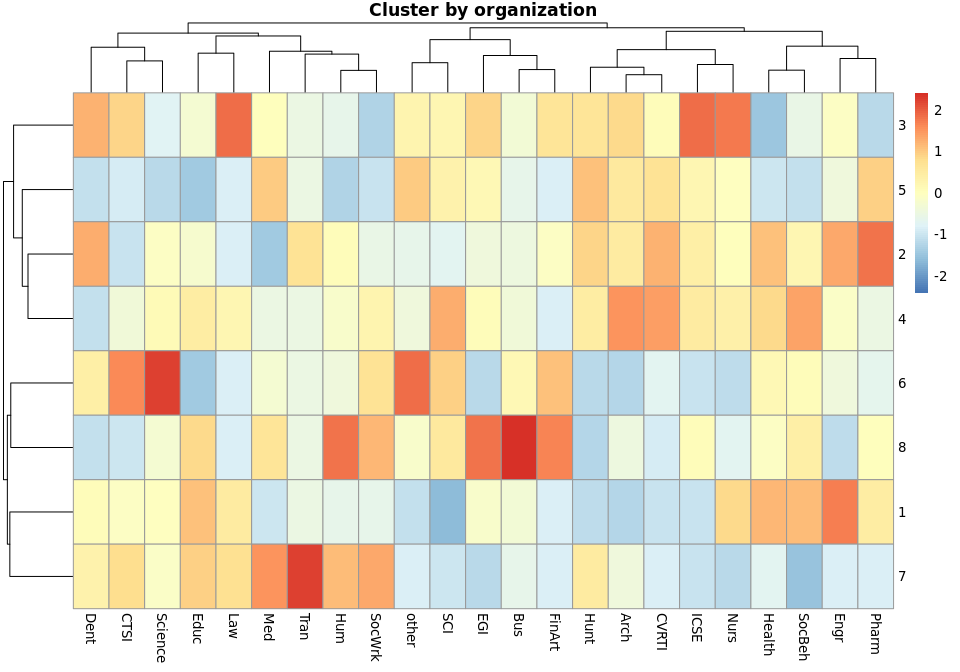 Cluster by organization
2
1
0
-1
-2
3
5
2
4
6
8
1
7
Dent
CTSI
Science
Educ
Law
Med
Tran
Hum
SocWrk
other
SCI
EGI
Bus
FinArt
Hunt
Arch
CVRTI
ICSE
Nurs
Health
SocBeh
Engr
Pharm